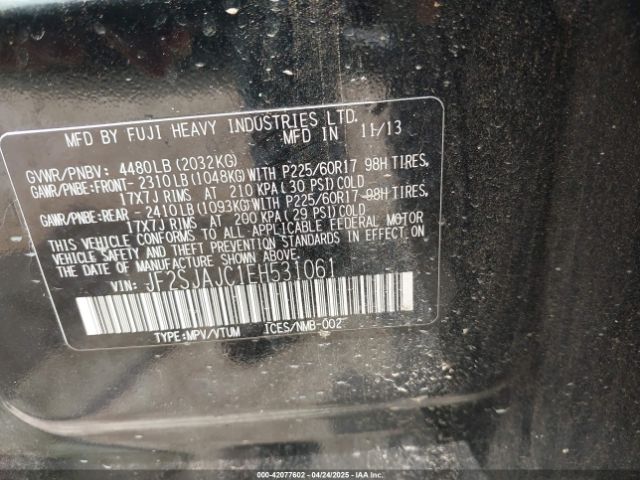 MFD BY FUJI HEAVY INDUSTRIES LTD.
MFD IN 11/13
GVWR/PNBV: 4480LB(2032KG)
GAWR/PNBE:FRONT-2310LB(1048KG)WITH P225/60R17 98H TIRES,
17X7J RIMS AT 210 KPA(30 PSI)COLD
GAWR/PNBE:REAR -2410LB(1093KG)WITH P225/60R17 98H TIRES,
17X7J RIMS AT 200 KPA(29 PSI)COLD
THIS VEHICLE CONFORMS TO ALL APPLICABLE FEDERAL MOTOR
VEHICLE SAFETY, BUMPER, AND THEFT PREVENTION STANDARDS IN EFFECT ON
THE DATE OF MANUFACTURE SHOWN ABOVE.
VIN: JF2SJAJC1EH531061
TYPE:MPV/VTUM ICES/NMB-002
000-42077602 - 04/24/2025 - IAAI.com